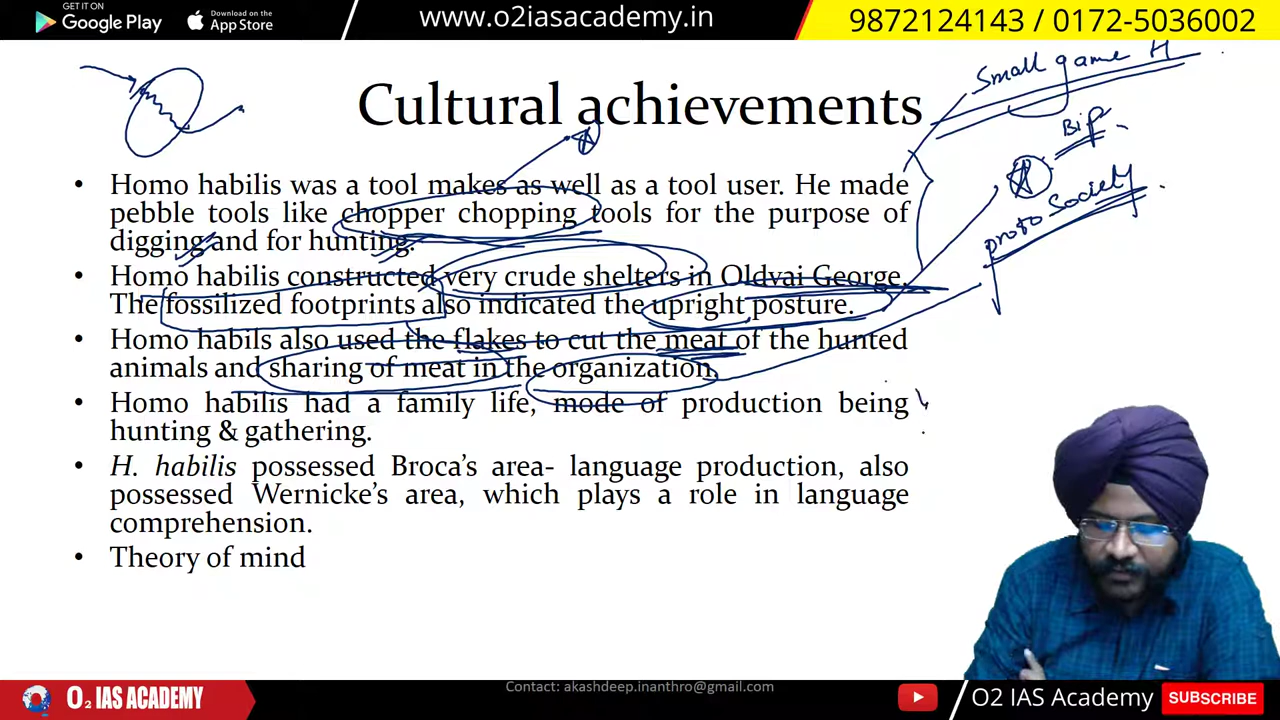 GET IT ON
Google Play
Download on the
App Store
www.o2iasacademy.in
9872124143 / 0172-5036002
Small game H
Cultural achievements
Bip
proto Society
• Homo habilis was a tool makes as well as a tool user. He made
pebble tools like chopper chopping tools for the purpose of
digging and for hunting.
• Homo habilis constructed very crude shelters in Oldvai George.
The fossilized footprints also indicated the upright posture.
• Homo habils also used the flakes to cut the meat of the hunted
animals and sharing of meat in the organization.
• Homo habilis had a family life, mode of production being
hunting & gathering.
• H. habilis possessed Broca's area- language production, also
possessed Wernicke's area, which plays a role in language
comprehension.
• Theory of mind
O2 IAS ACADEMY
Contact: akashdeep.inanthro@gmail.com
O2 IAS Academy
SUBSCRIBE